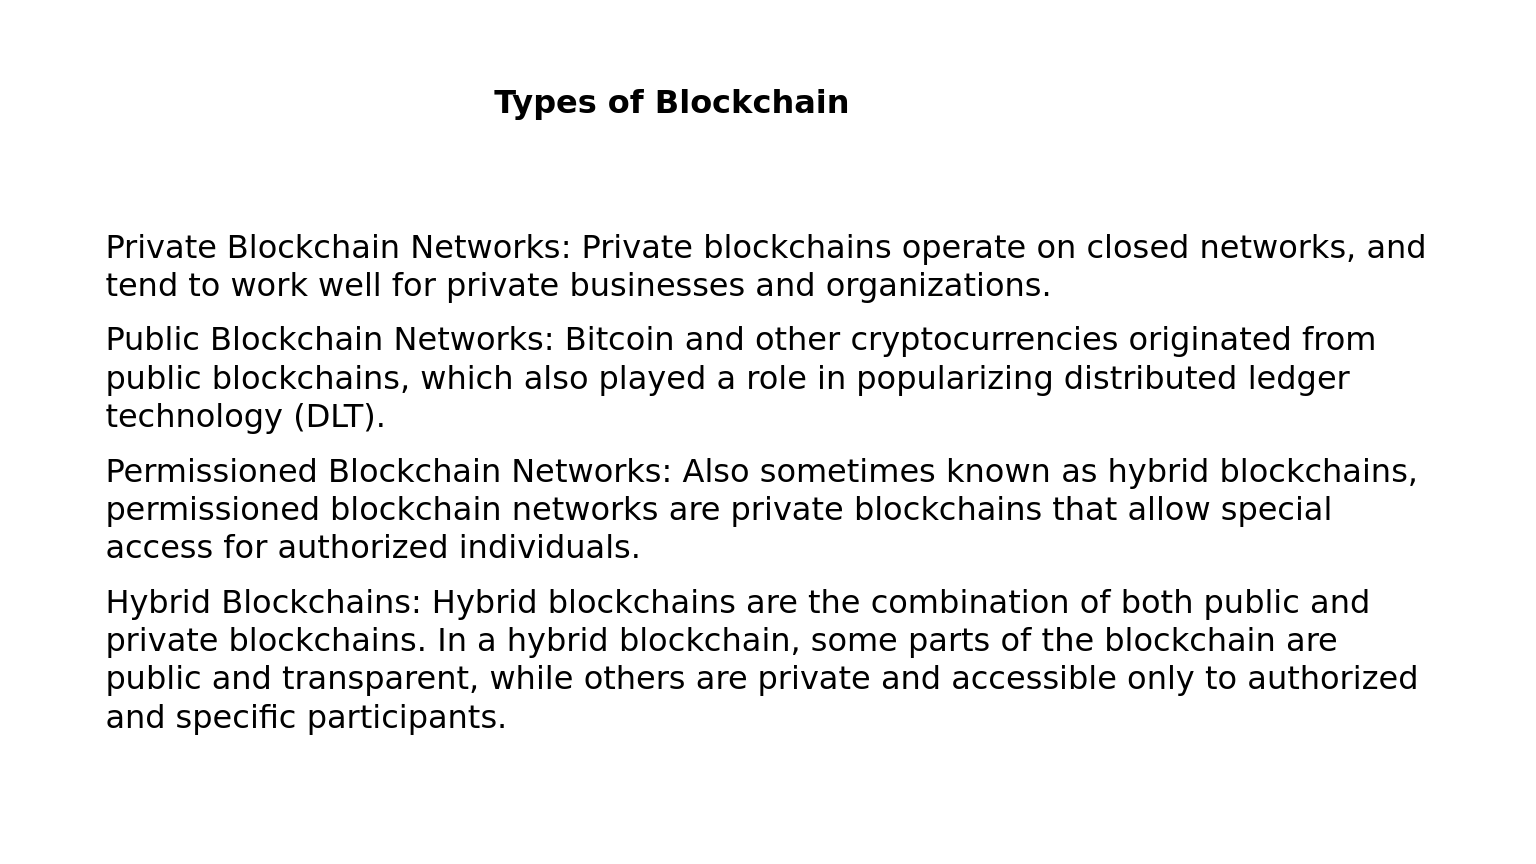 Types of Blockchain
Private Blockchain Networks: Private blockchains operate on closed networks, and
tend to work well for private businesses and organizations.
Public Blockchain Networks: Bitcoin and other cryptocurrencies originated from
public blockchains, which also played a role in popularizing distributed ledger
technology (DLT).
Permissioned Blockchain Networks: Also sometimes known as hybrid blockchains,
permissioned blockchain networks are private blockchains that allow special
access for authorized individuals.
Hybrid Blockchains: Hybrid blockchains are the combination of both public and
private blockchains. In a hybrid blockchain, some parts of the blockchain are
public and transparent, while others are private and accessible only to authorized
and specific participants.